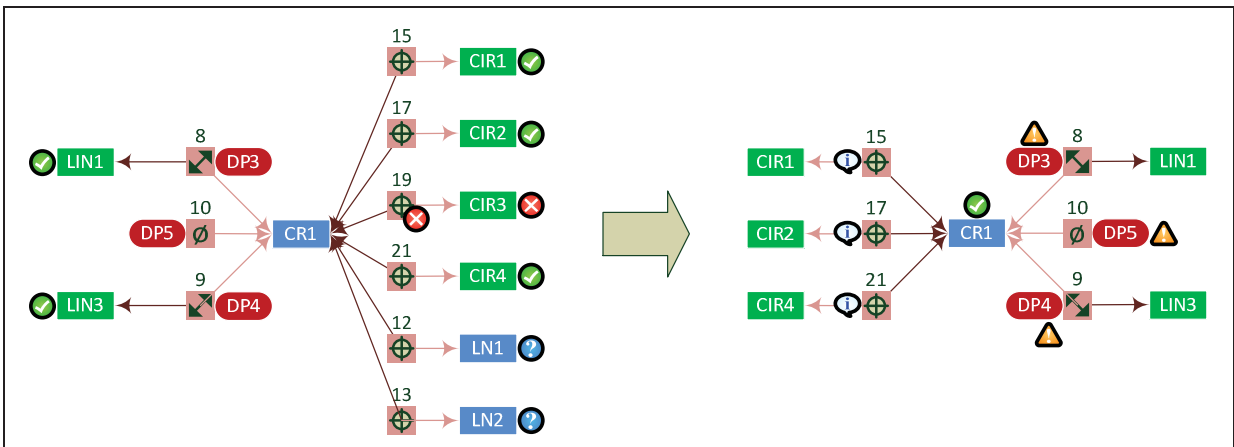 15
CIR1
17
CIR2
8
LIN1
DP3
19
CIR3
10
DP5
CR1
21
CIR4
9
LIN3
DP4
12
LN1
?
13
LN2
?
15
CIR1
i
8
DP3
LIN1
17
CIR2
i
CR1
10
DP5
21
CIR4
i
9
DP4
LIN3